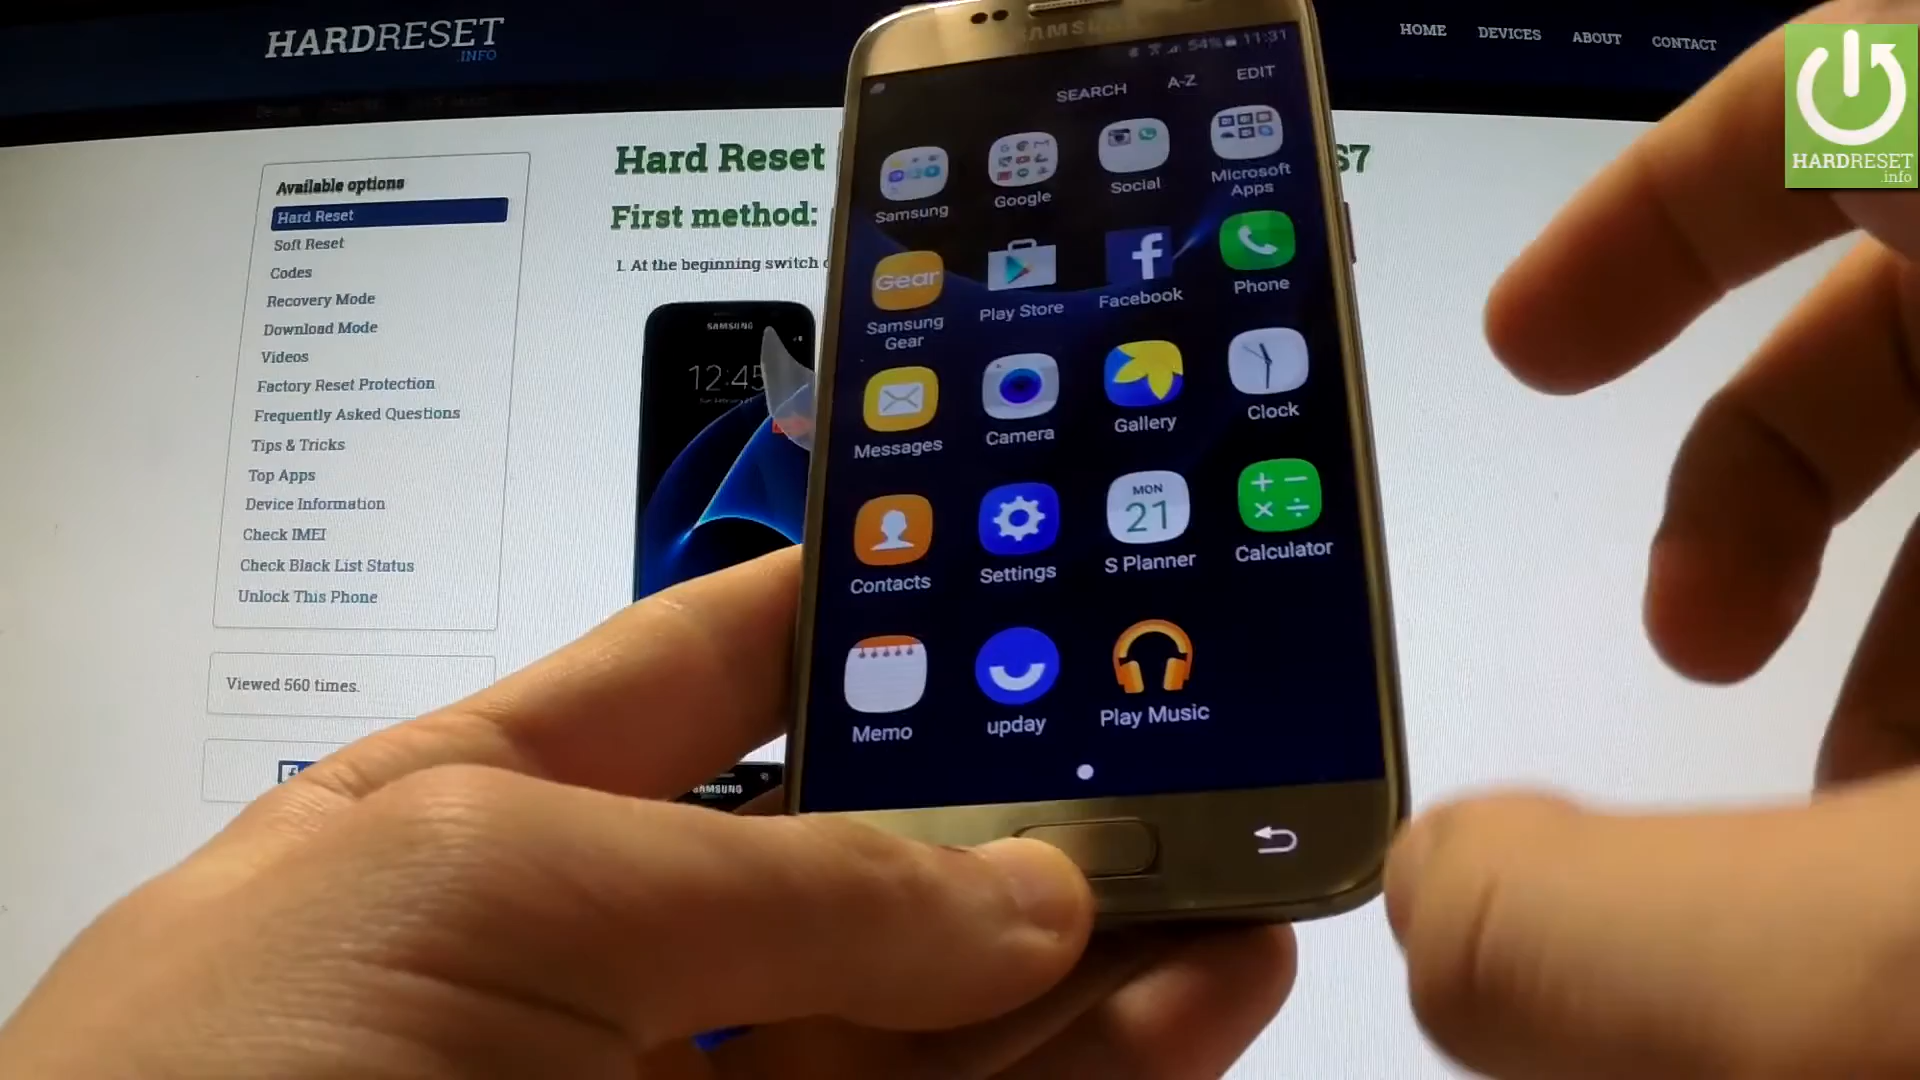 HARDRESET
.INFO
HOME DEVICES ABOUT CONTACT
HARDRESET
.info
Available options
Hard Reset
Soft Reset
Codes
Recovery Mode
Download Mode
Videos
Factory Reset Protection
Frequently Asked Questions
Tips & Tricks
Top Apps
Device Information
Check IMEI
Check Black List Status
Unlock This Phone
Viewed 560 times.
Hard Reset
S7
First method:
1. At the beginning switch
SAMSUNG
12:45
SAMSUNG
SAMSUNG
54% 11:31
SEARCH A-Z EDIT
Samsung
Google
Social
Microsoft
Apps
Gear
Samsung
Gear
Play Store
Facebook
Phone
Messages
Camera
Gallery
Clock
Contacts
Settings
MON
21
S Planner
Calculator
Memo
upday
Play Music